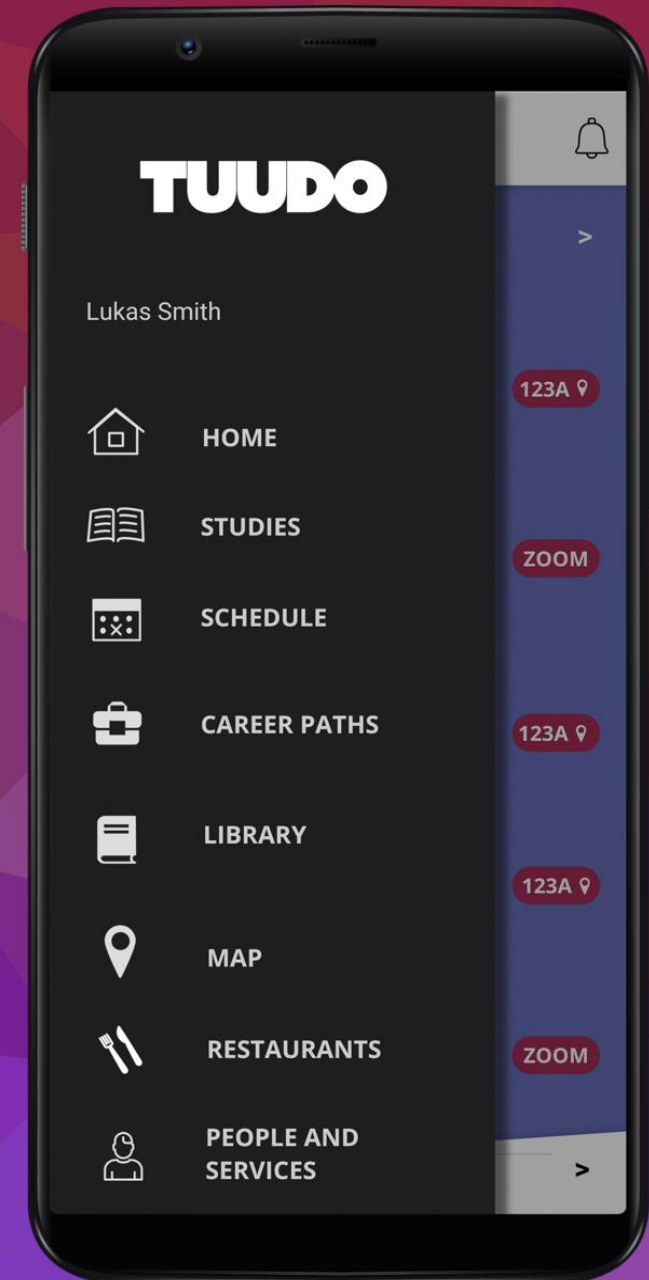 TUUDO
Lukas Smith
HOME
STUDIES
SCHEDULE
CAREER PATHS
LIBRARY
MAP
RESTAURANTS
PEOPLE AND
SERVICES
>
123A
ZOOM
123A
123A
ZOOM
>